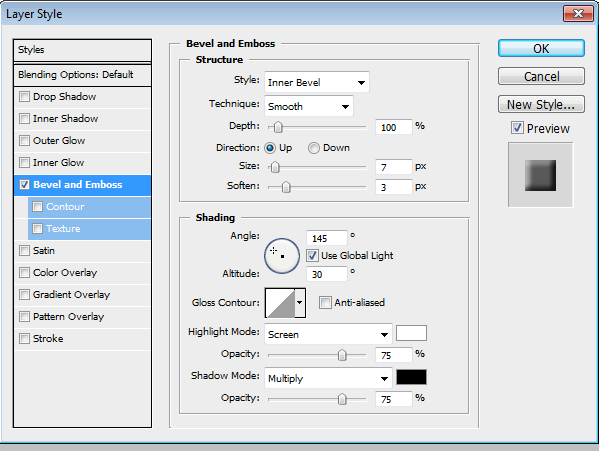 Layer Style
Styles
Blending Options: Default
Drop Shadow
Inner Shadow
Outer Glow
Inner Glow
Bevel and Emboss
Contour
Texture
Satin
Color Overlay
Gradient Overlay
Pattern Overlay
Stroke
Bevel and Emboss
Structure
Style: Inner Bevel
Technique: Smooth
Depth: 100 %
Direction: Up Down
Size: 7 px
Soften: 3 px
Shading
Angle: 145 °
Use Global Light
Altitude: 30 °
Gloss Contour: Anti-aliased
Highlight Mode: Screen
Opacity: 75 %
Shadow Mode: Multiply
Opacity: 75 %
OK
Cancel
New Style...
Preview